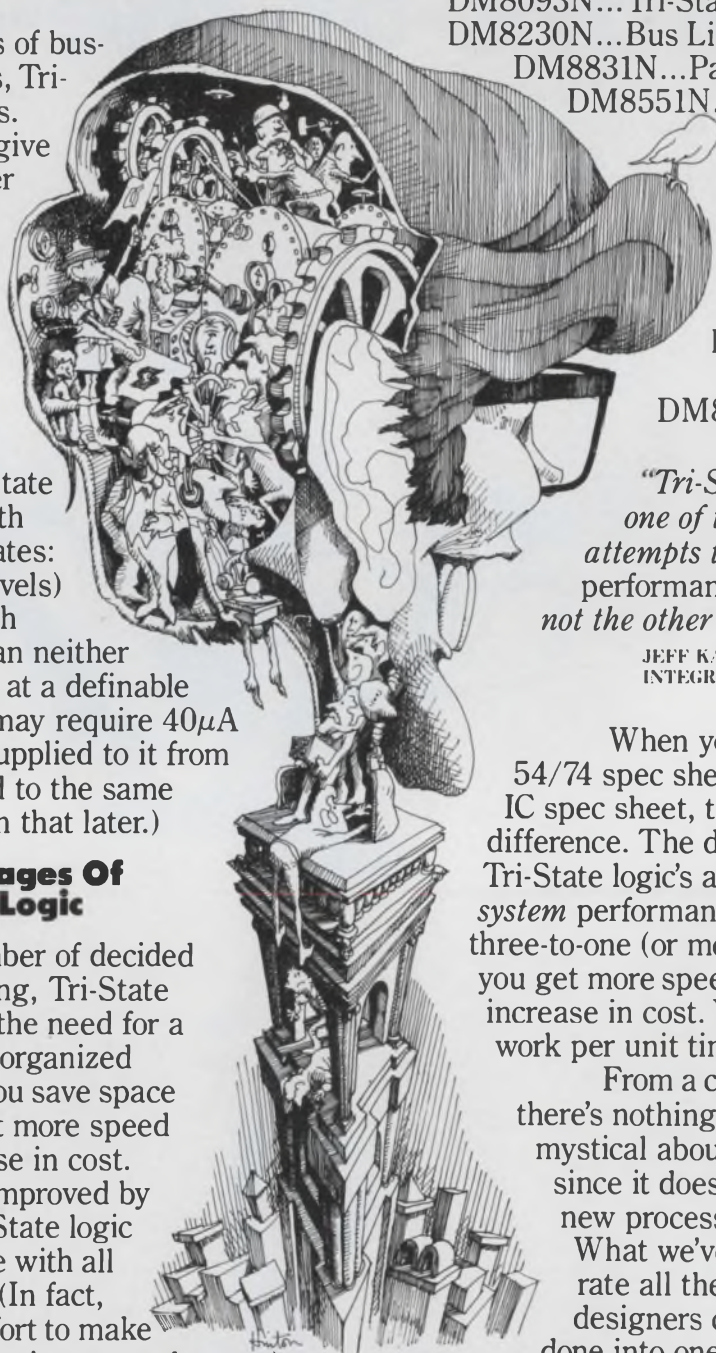 s of bus-
s, Tri-
s.
give
er
tate
th
ates:
vels)
h
an neither
at a definable
may require 40μA
upplied to it from
d to the same
n that later.)
ages Of
Logic
ber of decided
ng, Tri-State
the need for a
organized
ou save space
t more speed
se in cost.
mproved by
State logic
e with all
(In fact,
fort to make
DM8093N...Tri-Sta
DM8230N...Bus Li
DM8831N...Pa
DM8551N
DM8
"Tri-S
one of
attempts
performan
not the other
JEFF KA
INTEGR
When yo
54/74 spec she
IC spec sheet, t
difference. The d
Tri-State logic's a
system performan
three-to-one (or mo
you get more spee
increase in cost. 
work per unit tin
From a c
there's nothing
mystical abou
since it does
new process
What we've
rate all the
designers o
done into one
Hinton